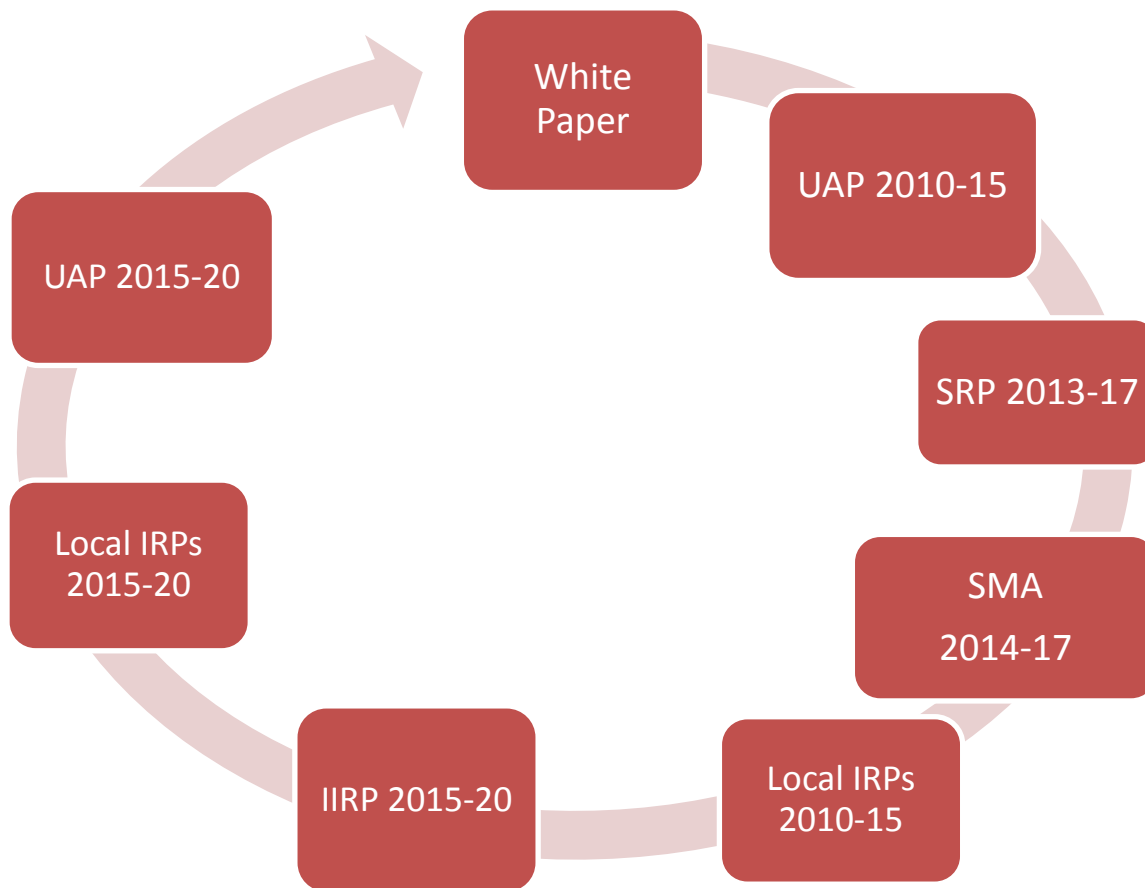 White
Paper
UAP 2010-15
SRP 2013-17
SMA
2014-17
Local IRPs
2010-15
IIRP 2015-20
Local IRPs
2015-20
UAP 2015-20